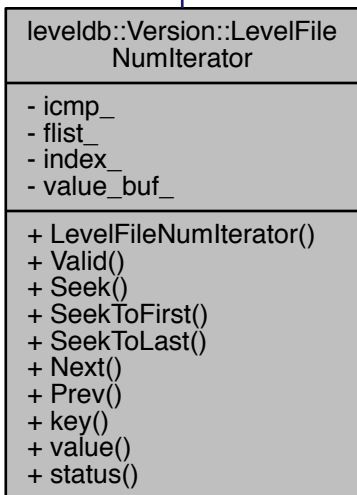 leveldb::Version::LevelFile
NumIterator
- icmp_
- flist_
- index_
- value_buf_
+ LevelFileNumIterator()
+ Valid()
+ Seek()
+ SeekToFirst()
+ SeekToLast()
+ Next()
+ Prev()
+ key()
+ value()
+ status()